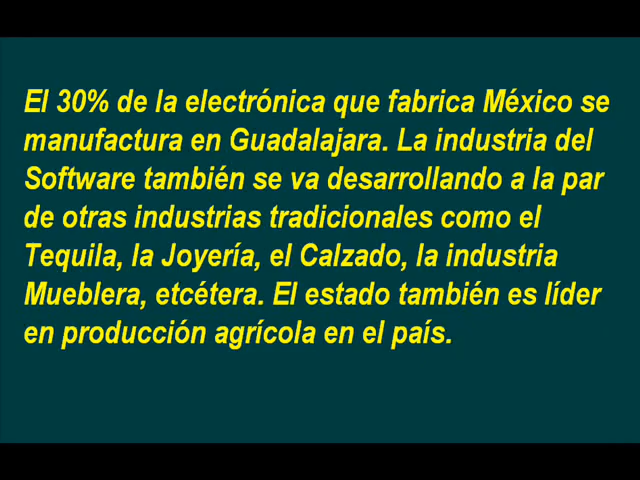 El 30% de la electrónica que fabrica México se
manufactura en Guadalajara. La industria del
Software también se va desarrollando a la par
de otras industrias tradicionales como el
Tequila, la Joyería, el Calzado, la industria
Mueblera, etcétera. El estado también es líder
en producción agrícola en el país.